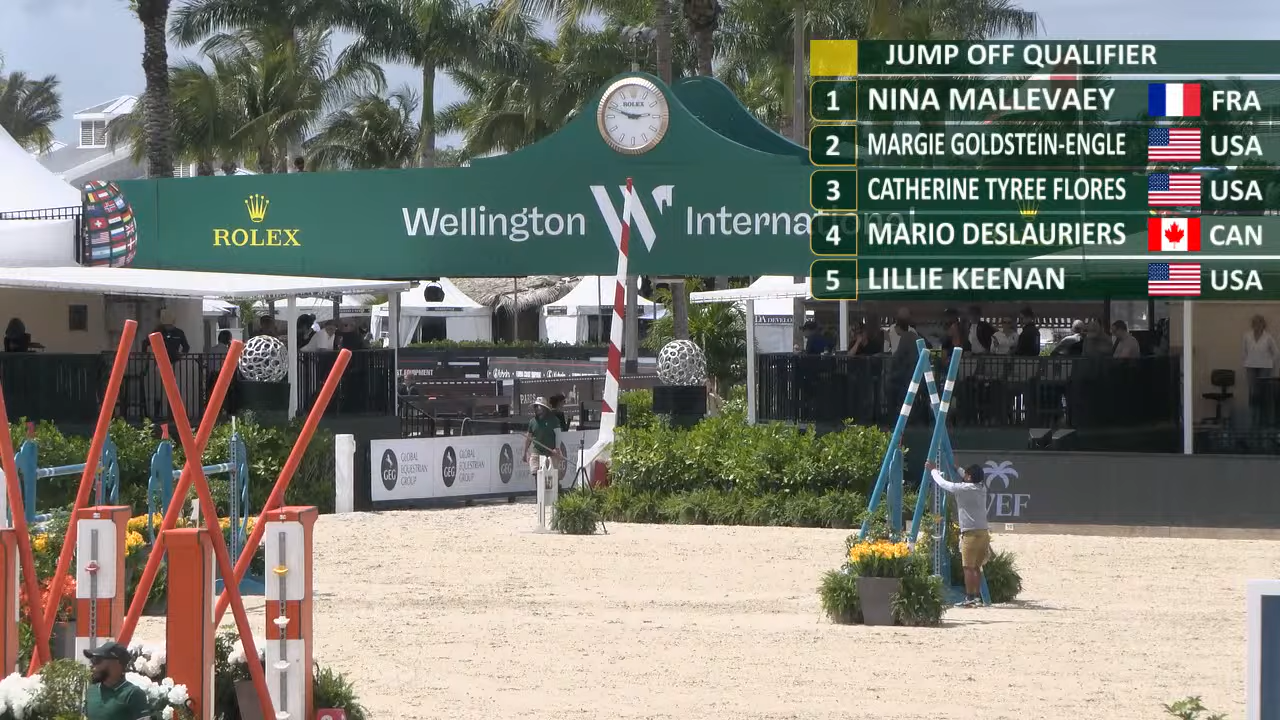 JUMP OFF QUALIFIER
1 NINA MALLEVAEY FRA
2 MARGIE GOLDSTEIN-ENGLE USA
3 CATHERINE TYREE FLORES USA
4 MARIO DESLAURIERS CAN
5 LILLIE KEENAN USA
ROLEX
ROLEX
Wellington International
GEG GLOBAL EQUESTRIAN GROUP
GEG GLOBAL EQUESTRIAN GROUP
GEG
WEF